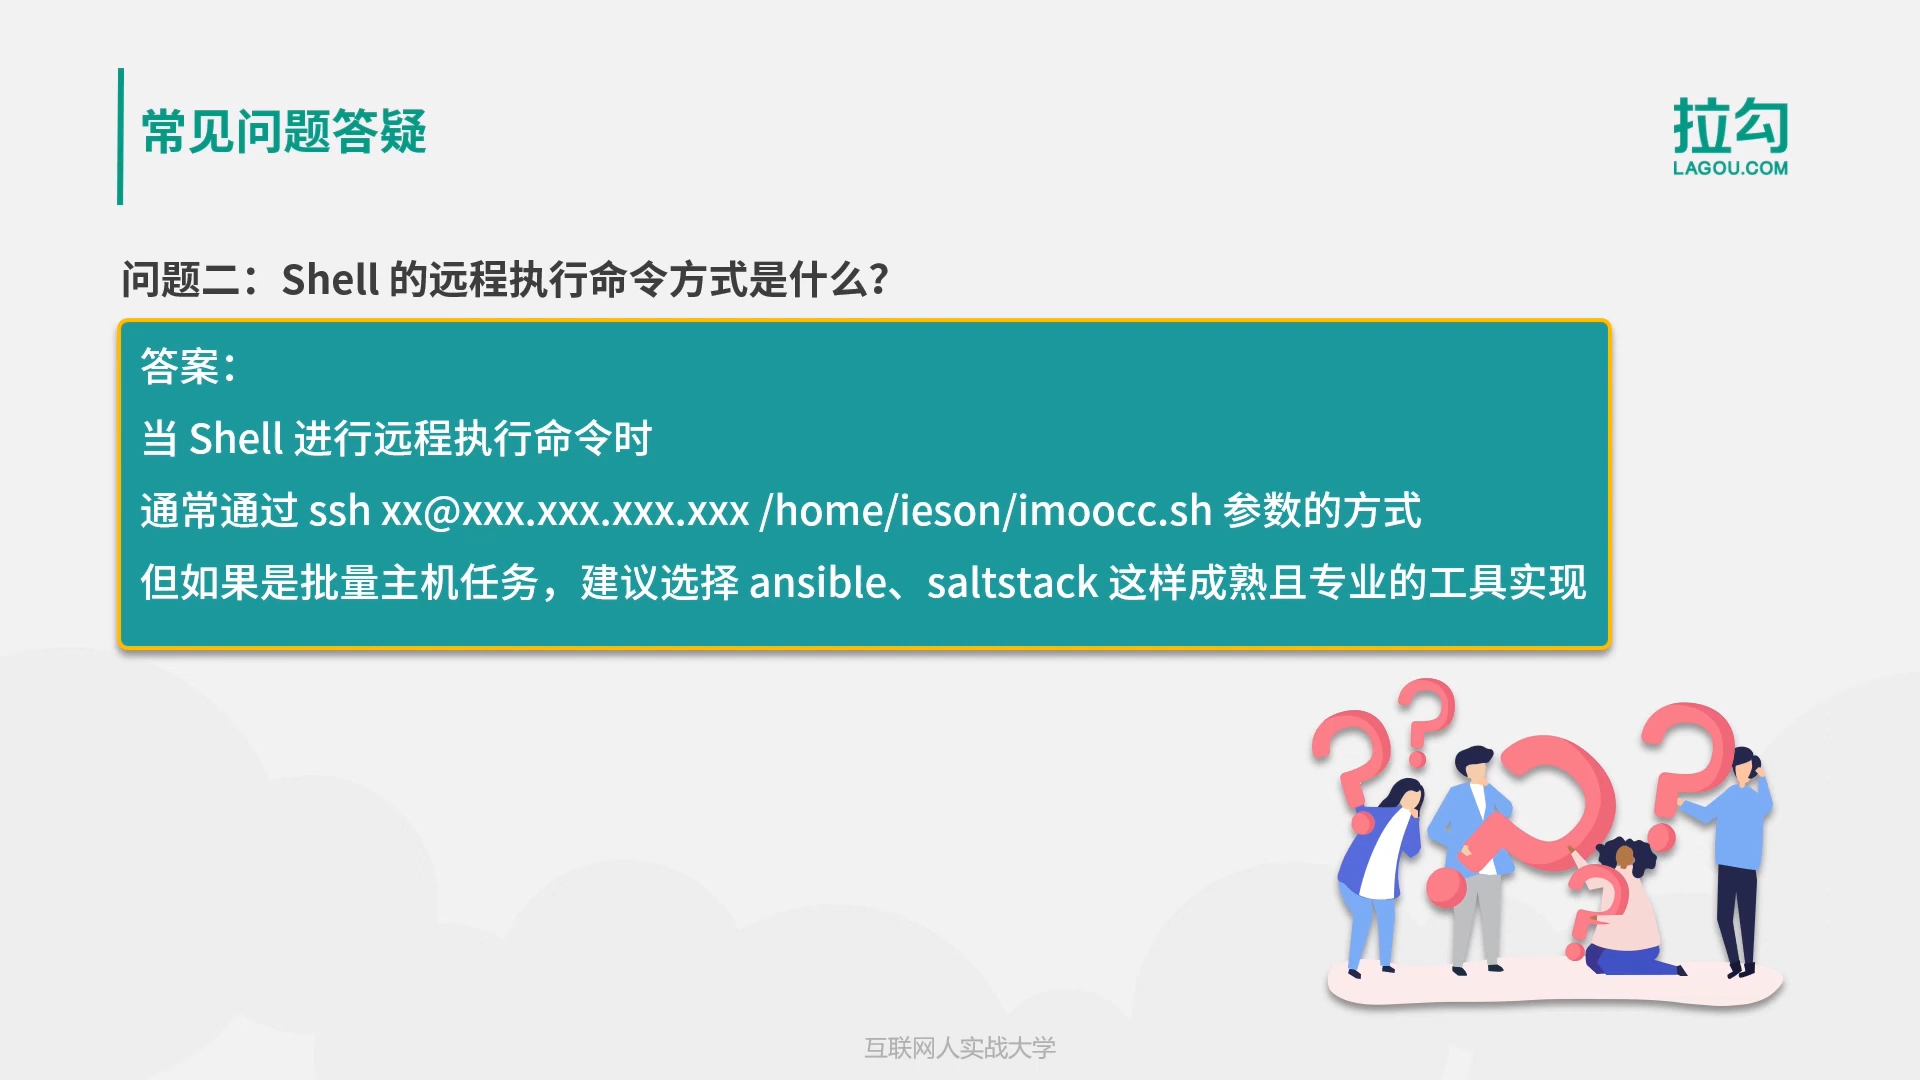 常见问题答疑
拉勾
LAGOU.COM
问题二：Shell 的远程执行命令方式是什么？
答案：
当 Shell 进行远程执行命令时
通常通过 ssh xx@xxx.xxx.xxx.xxx /home/ieson/imoocc.sh 参数的方式
但如果是批量主机任务，建议选择 ansible、saltstack 这样成熟且专业的工具实现
互联网人实战大学